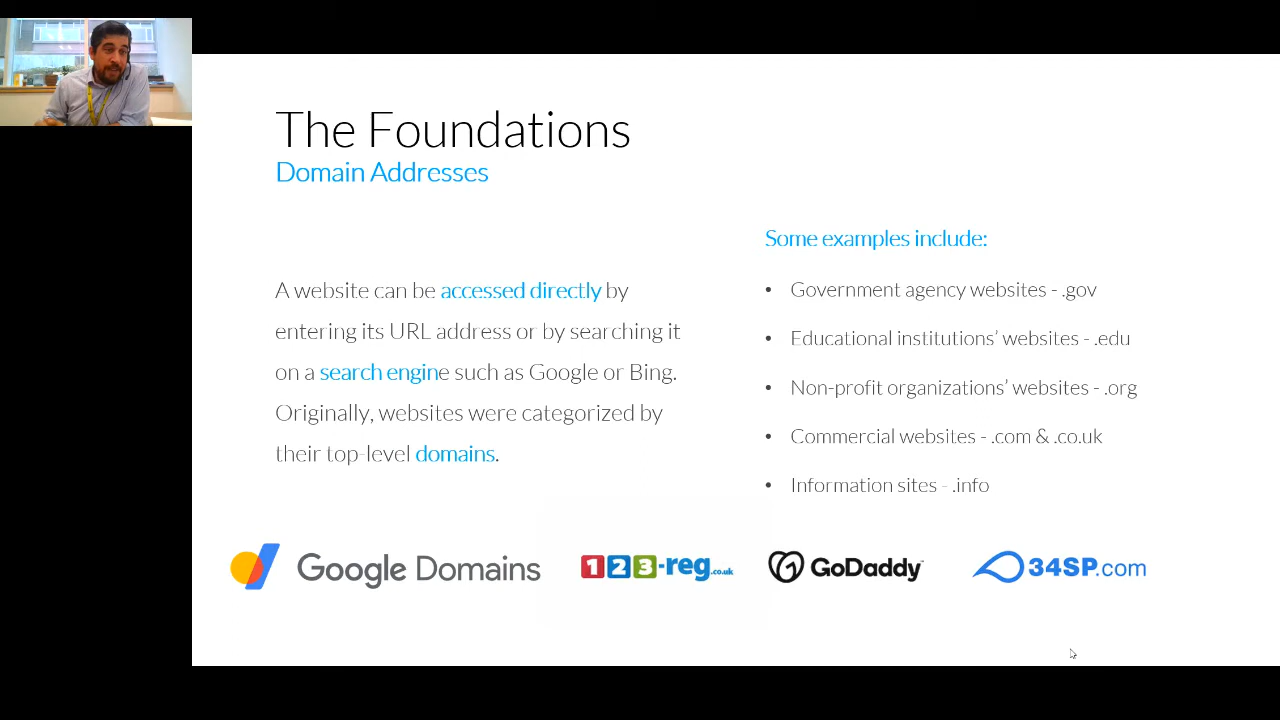 The Foundations
Domain Addresses
A website can be accessed directly by
entering its URL address or by searching it
on a search engine such as Google or Bing.
Originally, websites were categorized by
their top-level domains.
Some examples include:
• Government agency websites - .gov
• Educational institutions’ websites - .edu
• Non-profit organizations’ websites - .org
• Commercial websites - .com & .co.uk
• Information sites - .info
Google Domains
123-reg.co.uk
GoDaddy
34SP.com